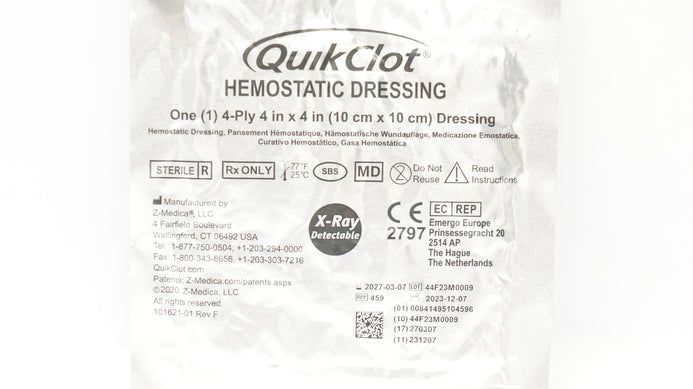 QuikClot®
HEMOSTATIC DRESSING
One (1) 4-Ply 4 in x 4 in (10 cm x 10 cm) Dressing
Hemostatic Dressing, Pansement Hémostatique, Hämostatische Wundauflage, Medicazione Emostatica,
Curativo Hemostático, Gasa Hemostática
STERILE R Rx ONLY 77°F 25°C SBS MD Do Not Reuse Read Instructions
Manufactured by
Z-Medica®, LLC
4 Fairfield Boulevard
Wallingford, CT 06492 USA
Tel: 1-877-750-0504, +1-203-294-0000
Fax: 1-800-343-8656, +1-203-303-7216
QuikClot.com
Patents: Z-Medica.com/patents.aspx
©2020 Z-Medica, LLC
All rights reserved.
101621-01 Rev F
X-Ray
Detectable
CE
2797
EC REP
Emergo Europe
Prinsessegracht 20
2514 AP
The Hague
The Netherlands
2027-03-07 LOT 44F23M0009
REF 459 2023-12-07
(01) 00841495104596
(10) 44F23M0009
(17) 270307
(11) 231207